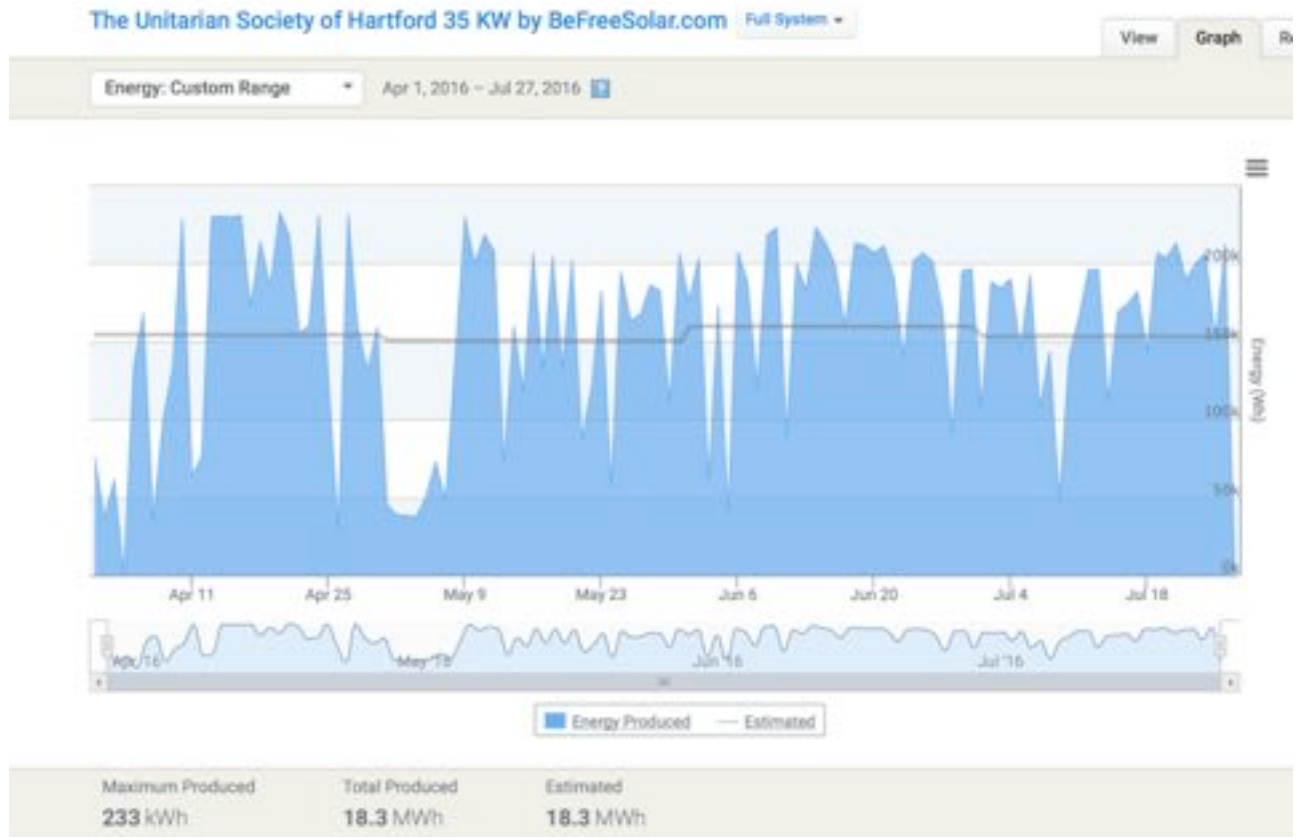 The Unitarian Society of Hartford 35 KW by BeFreeSolar.com Full System
View Graph
Energy: Custom Range Apr 1, 2016 – Jul 27, 2016
200k
150k
100k
50k
0k
Energy (Wh)
Apr 11 Apr 25 May 9 May 23 Jun 6 Jun 20 Jul 4 Jul 18
Apr '16 May '16 Jun '16 Jul '16
Energy Produced Estimated
Maximum Produced Total Produced Estimated
233 kWh 18.3 MWh 18.3 MWh